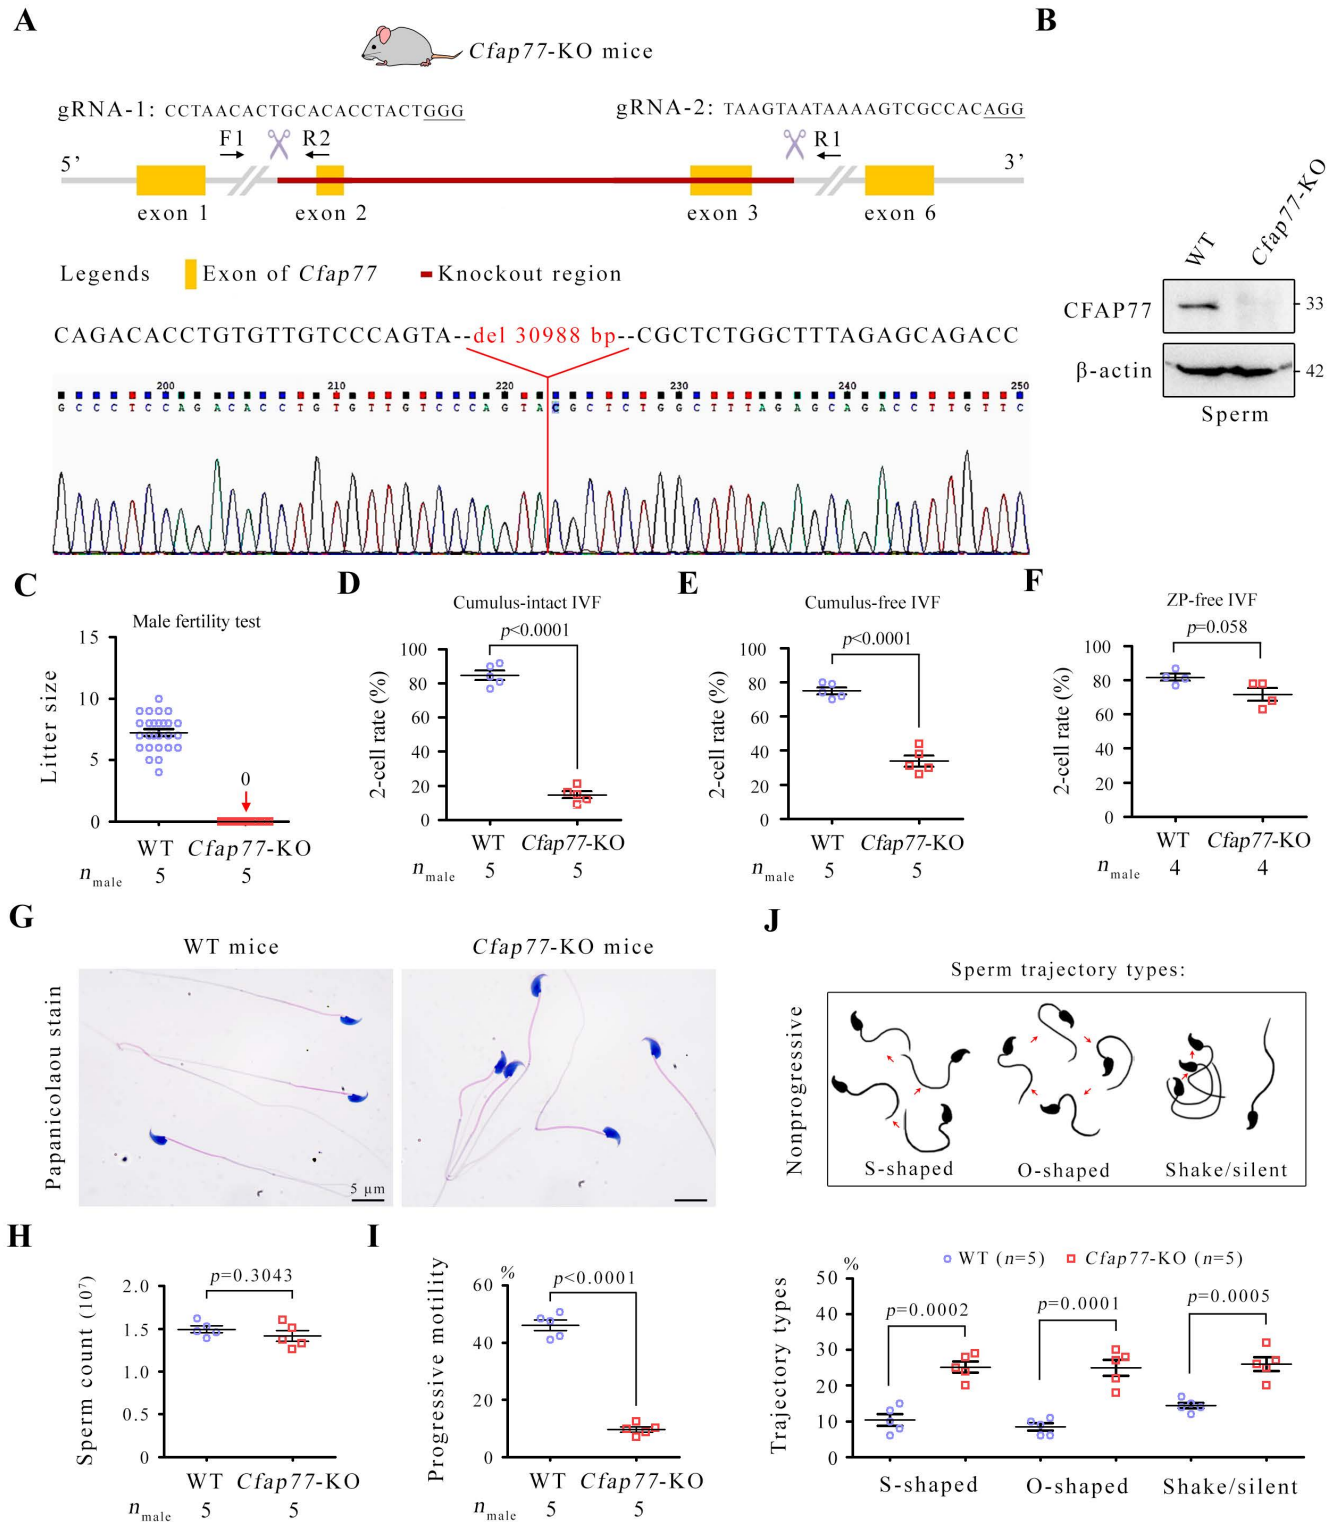 A
Cfap77-KO mice
gRNA-1: CCTAACACTGCACACCTACTGGG
gRNA-2: TAAGTAATAAAAGTCGCCACAGG
F1
R2
R1
5’
3’
exon 1
exon 2
exon 3
exon 6
Legends
Exon of Cfap77
Knockout region
CAGACACCTGTGTTGTCCCAGTA--del 30988 bp--CGCTCTGGCTTTAGAGCAGACC
200 210 220 230 240 250
GCCCTCCAGACACCTGTGTTGTCCCAGTACGCTCTGGCTTTAGAGCAGACCTTGTTC
B
WT
Cfap77-KO
CFAP77
33
β-actin
42
Sperm
C
Male fertility test
Litter size
15
10
5
0
0
WT Cfap77-KO
nmale 5 5
D
Cumulus-intact IVF
p<0.0001
2-cell rate (%)
100
80
60
40
20
0
WT Cfap77-KO
nmale 5 5
E
Cumulus-free IVF
p<0.0001
2-cell rate (%)
100
80
60
40
20
0
WT Cfap77-KO
nmale 5 5
F
ZP-free IVF
p=0.058
2-cell rate (%)
100
80
60
40
20
0
WT Cfap77-KO
nmale 4 4
G
WT mice
Cfap77-KO mice
Papanicolaou stain
5 μm
H
Sperm count (10⁷)
p=0.3043
2.0
1.5
1.0
0.5
0
WT Cfap77-KO
nmale 5 5
I
Progressive motility
%
p<0.0001
60
40
20
0
WT Cfap77-KO
nmale 5 5
J
Sperm trajectory types:
Nonprogressive
S-shaped
O-shaped
Shake/silent
WT (n=5)
Cfap77-KO (n=5)
Trajectory types
%
50
40
30
20
10
0
p=0.0002
p=0.0001
p=0.0005
S-shaped
O-shaped
Shake/silent